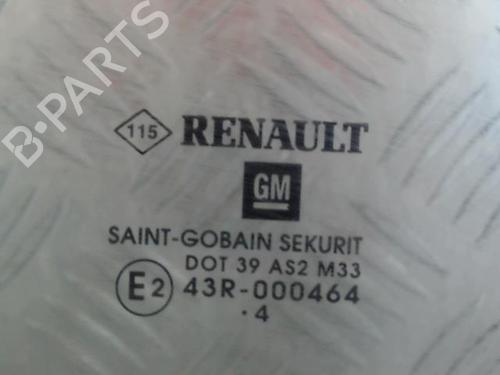 B-PARTS
115 RENAULT
GM
SAINT-GOBAIN SEKURIT
DOT 39 AS2 M33
E2 43R-000464
.4